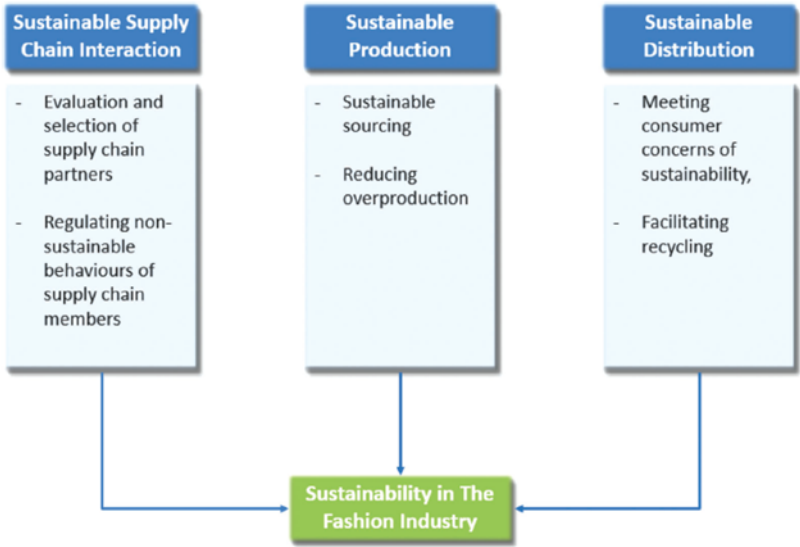 Sustainable Supply
Chain Interaction
- Evaluation and
selection of
supply chain
partners
- Regulating non-
sustainable
behaviours of
supply chain
members
Sustainable
Production
- Sustainable
sourcing
- Reducing
overproduction
Sustainable
Distribution
- Meeting
consumer
concerns of
sustainability,
- Facilitating
recycling
Sustainability in The
Fashion Industry